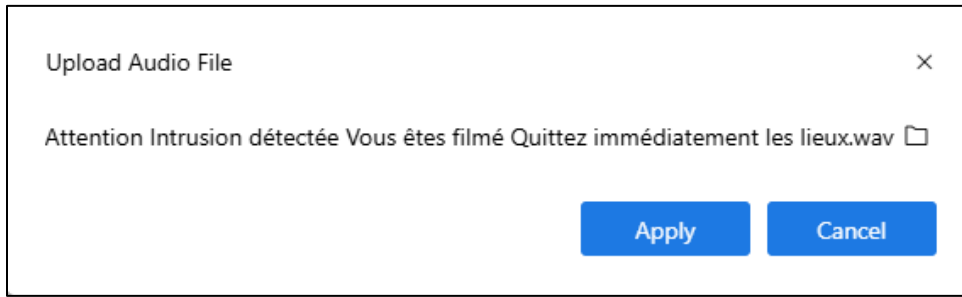 Upload Audio File
Attention Intrusion détectée Vous êtes filmé Quittez immédiatement les lieux.wav
Apply Cancel